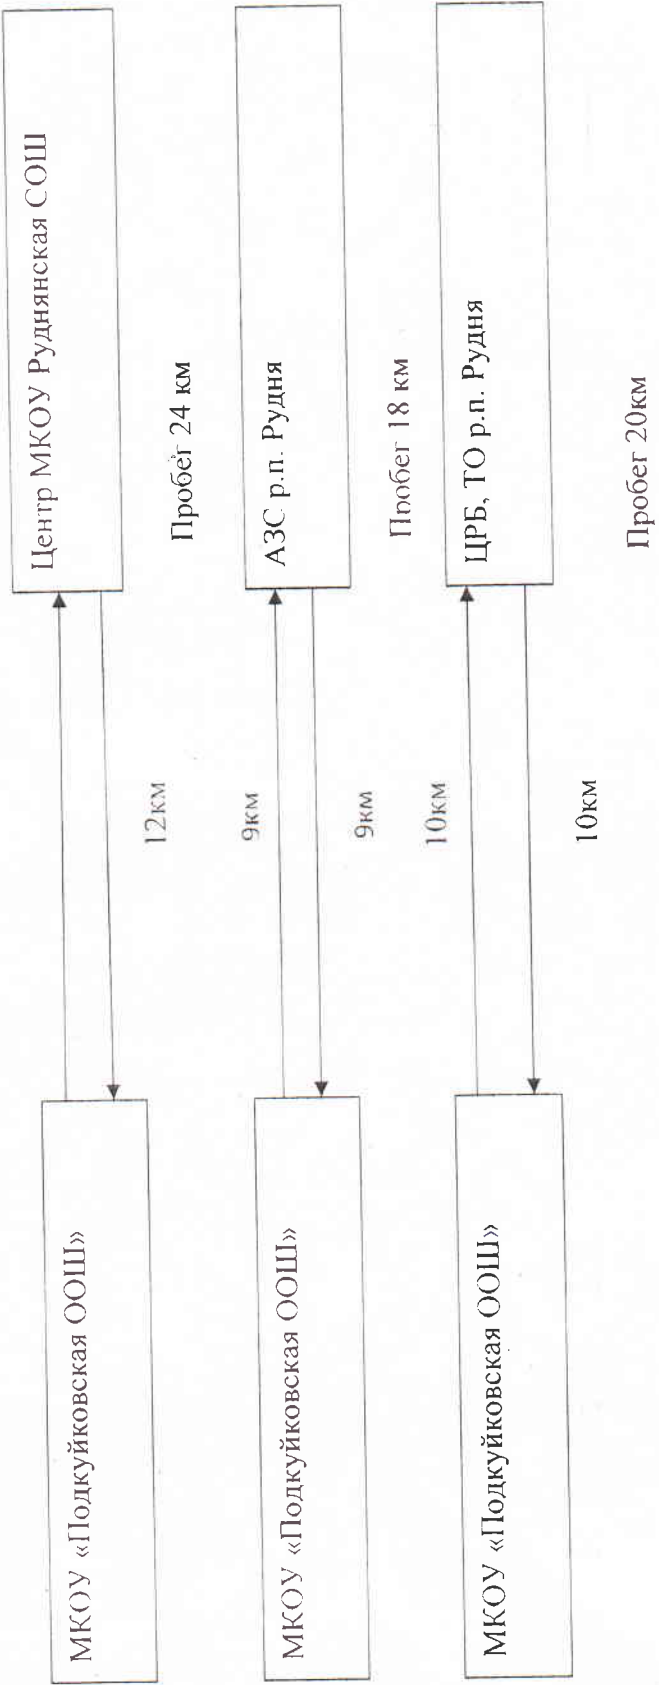 МКОУ «Подкуйковская ООШ»
Центр МКОУ Руднянская СОШ
12км
Пробег 24 км
9км
МКОУ «Подкуйковская ООШ»
АЗС р.п. Рудня
9км
Пробег 18 км
10км
МКОУ «Подкуйковская ООШ»
ЦРБ, ТО р.п. Рудня
10км
Пробег 20км